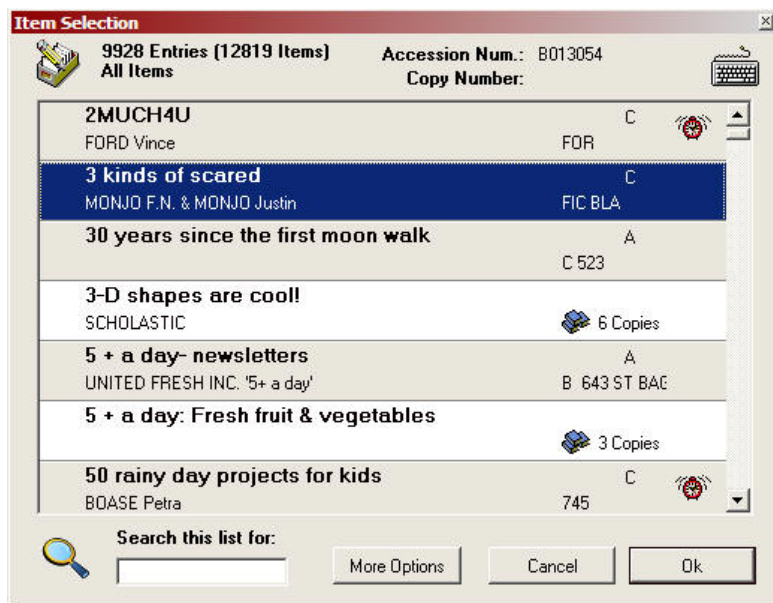 Item Selection
9928 Entries (12819 Items)
All Items
Accession Num.: B013054
Copy Number:
2MUCH4U C
FORD Vince FOR
3 kinds of scared C
MONJO F.N. & MONJO Justin FIC BLA
30 years since the first moon walk A
C 523
3-D shapes are cool!
SCHOLASTIC 6 Copies
5 + a day- newsletters A
UNITED FRESH INC. '5+ a day' B 643 ST BAG
5 + a day: Fresh fruit & vegetables
3 Copies
50 rainy day projects for kids C
BOASE Petra 745
Search this list for:
More Options Cancel Ok